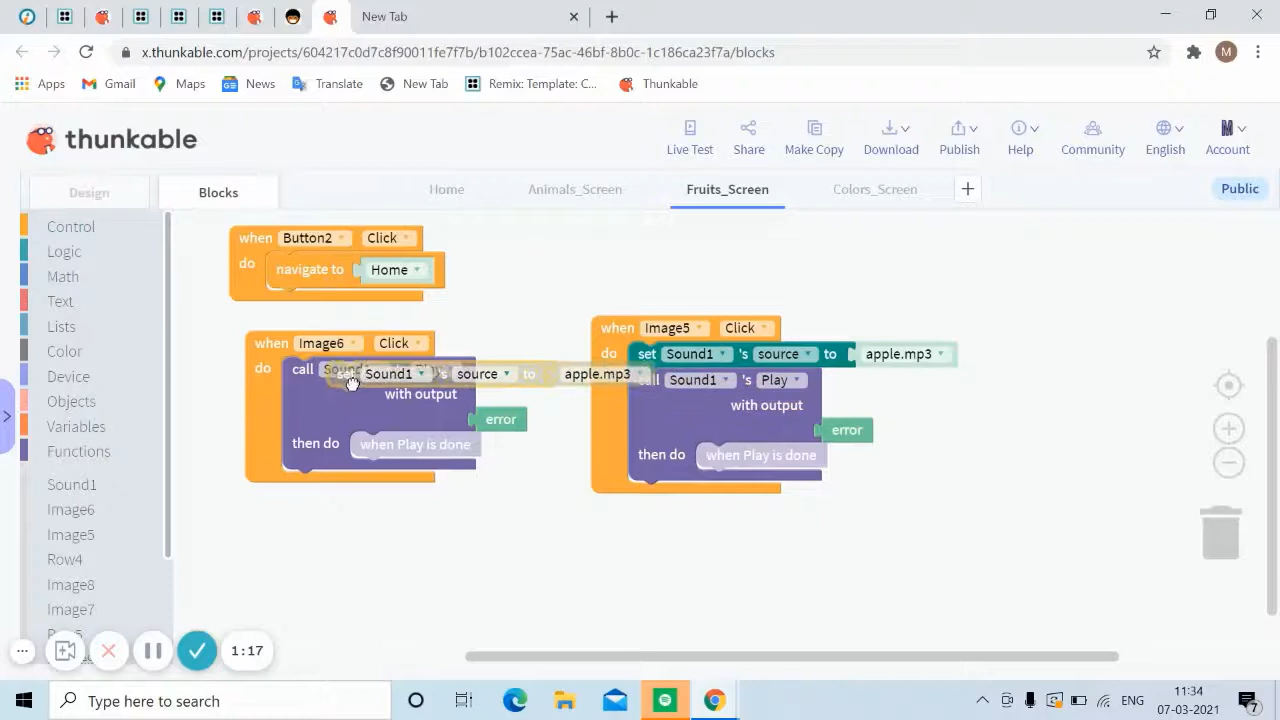 New Tab
x.thunkable.com/projects/604217c0d7c8f90011fe7f7b/b102ccea-75ac-46bf-8b0c-1c186ca23f7a/blocks
M
Apps Gmail Maps News Translate New Tab Remix: Template: C... Thunkable
thunkable
Live Test Share Make Copy Download Publish Help Community English Account
Design Blocks Home Animals_Screen Fruits_Screen Colors_Screen Public
Control
Logic
Math
Text
Lists
Color
Device
Objects
Variables
Functions
Sound1
Image6
Image5
Row4
Image8
Image7
when Button2 Click
do navigate to Home
when Image6 Click
do call
set Sound1 's source to apple.mp3
with output
error
then do when Play is done
when Image5 Click
do set Sound1 's source to apple.mp3
call Sound1 's Play
with output
error
then do when Play is done
1:17
Type here to search
ENG
11:34
07-03-2021
7